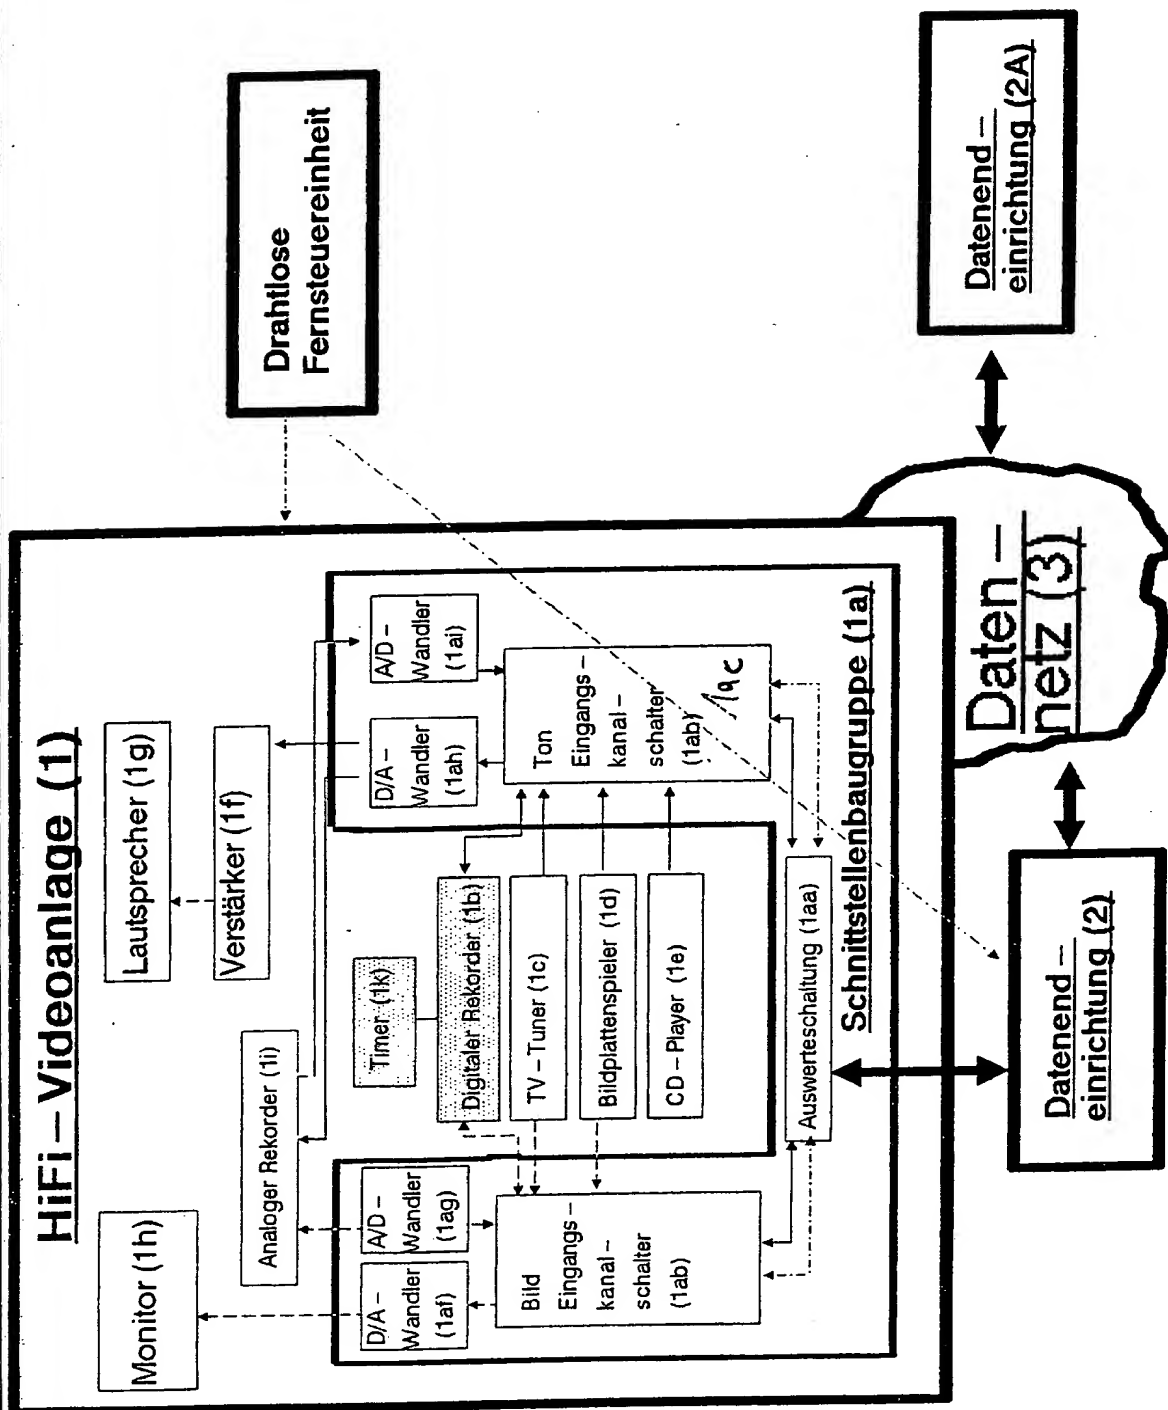 HiFi – Videoanlage (1)
Monitor (1h)
Analoger Rekorder (1i)
Lautsprecher (1g)
Verstärker (1f)
Drahtlose
Fernsteuereinheit
D/A –
Wandler
(1af)
A/D –
Wandler
(1ag)
Timer (1k)
D/A –
Wandler
(1ah)
A/D –
Wandler
(1ai)
Digitaler Rekorder (1b)
TV – Tuner (1c)
Bildplattenspieler (1d)
CD – Player (1e)
Bild
Eingangs –
kanal –
schalter
(1ab)
Ton
Eingangs –
kanal –
schalter
(1ab)
1ac
Auswerteschaltung (1aa)
Schnittstellenbaugruppe (1a)
Datenend –
einrichtung (2)
Daten –
netz (3)
Datenend –
einrichtung (2A)